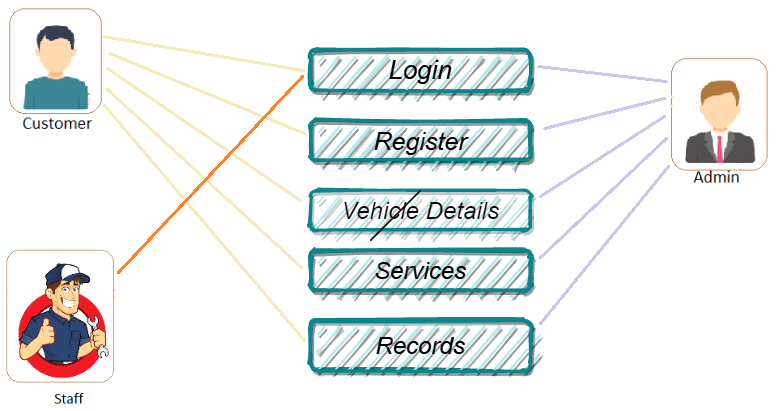 Login
Customer
Register
Admin
Vehicle Details
Services
Records
Staff